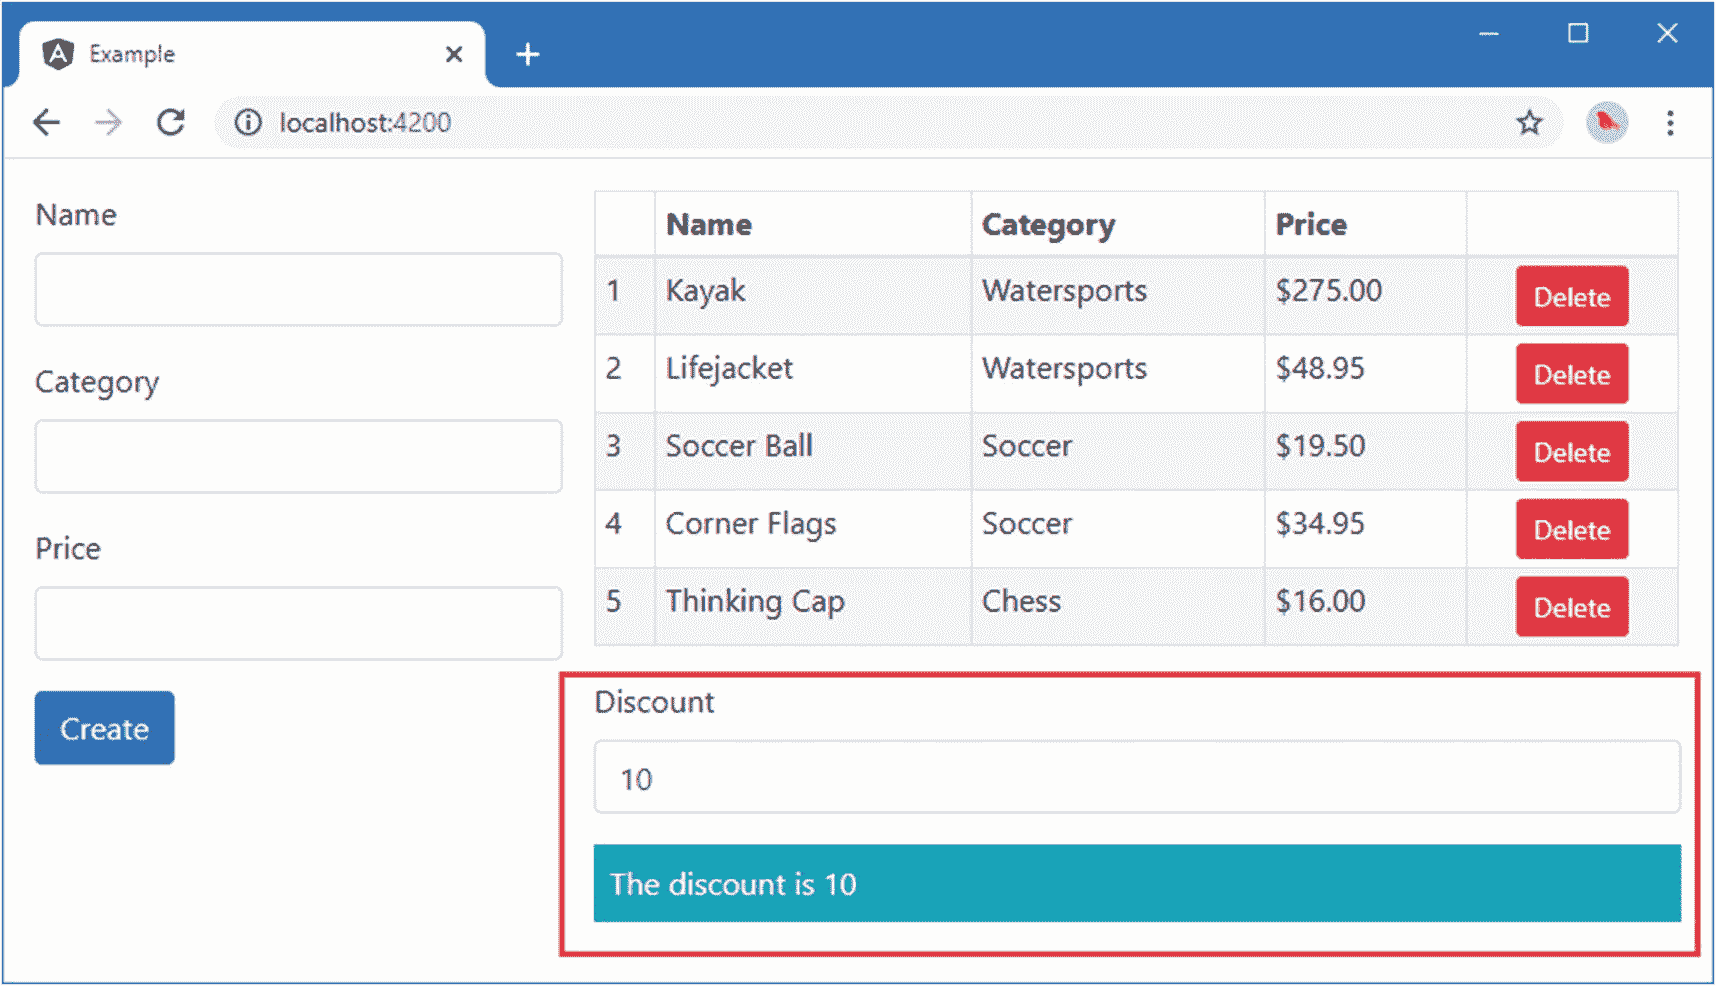 Example
localhost:4200
Name
Category
Price
Create
Name Category Price
1 Kayak Watersports $275.00 Delete
2 Lifejacket Watersports $48.95 Delete
3 Soccer Ball Soccer $19.50 Delete
4 Corner Flags Soccer $34.95 Delete
5 Thinking Cap Chess $16.00 Delete
Discount
10
The discount is 10